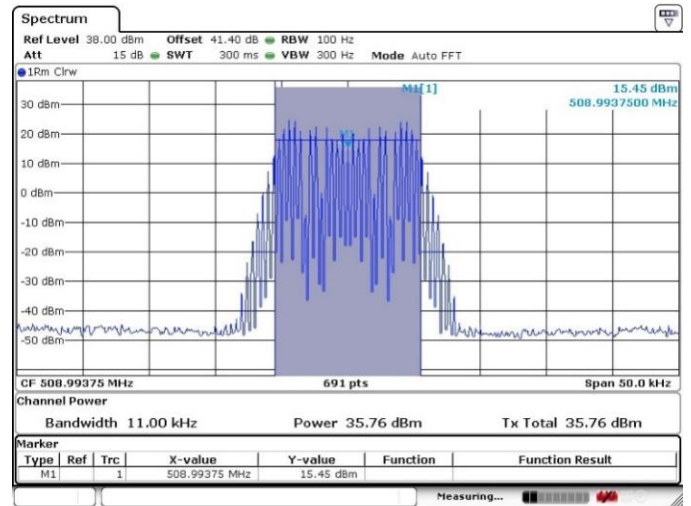 Spectrum
Ref Level 38.00 dBm Offset 41.40 dB RBW 100 Hz
Att 15 dB SWT 300 ms VBW 300 Hz Mode Auto FFT
1Rm Clrw
M1[1] 15.45 dBm
508.9937500 MHz
30 dBm
20 dBm
M1
10 dBm
0 dBm
-10 dBm
-20 dBm
-30 dBm
-40 dBm
-50 dBm
CF 508.99375 MHz 691 pts Span 50.0 kHz
Channel Power
Bandwidth 11.00 kHz Power 35.76 dBm Tx Total 35.76 dBm
Marker
Type Ref Trc X-value Y-value Function Function Result
M1 1 508.99375 MHz 15.45 dBm
Measuring...